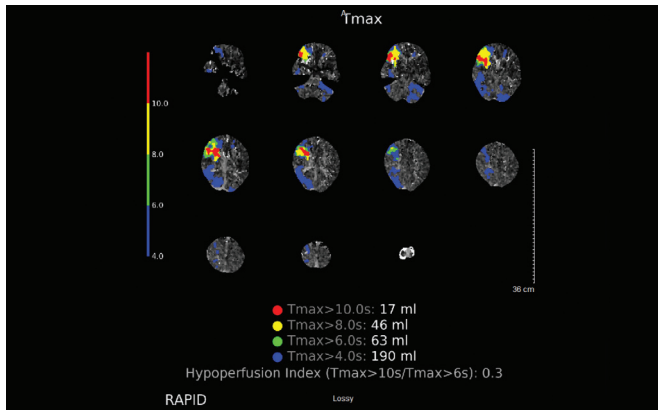 A
Tmax
10.0
8.0
6.0
4.0
36 cm
Tmax>10.0s: 17 ml
Tmax>8.0s: 46 ml
Tmax>6.0s: 63 ml
Tmax>4.0s: 190 ml
Hypoperfusion Index (Tmax>10s/Tmax>6s): 0.3
RAPID
Lossy